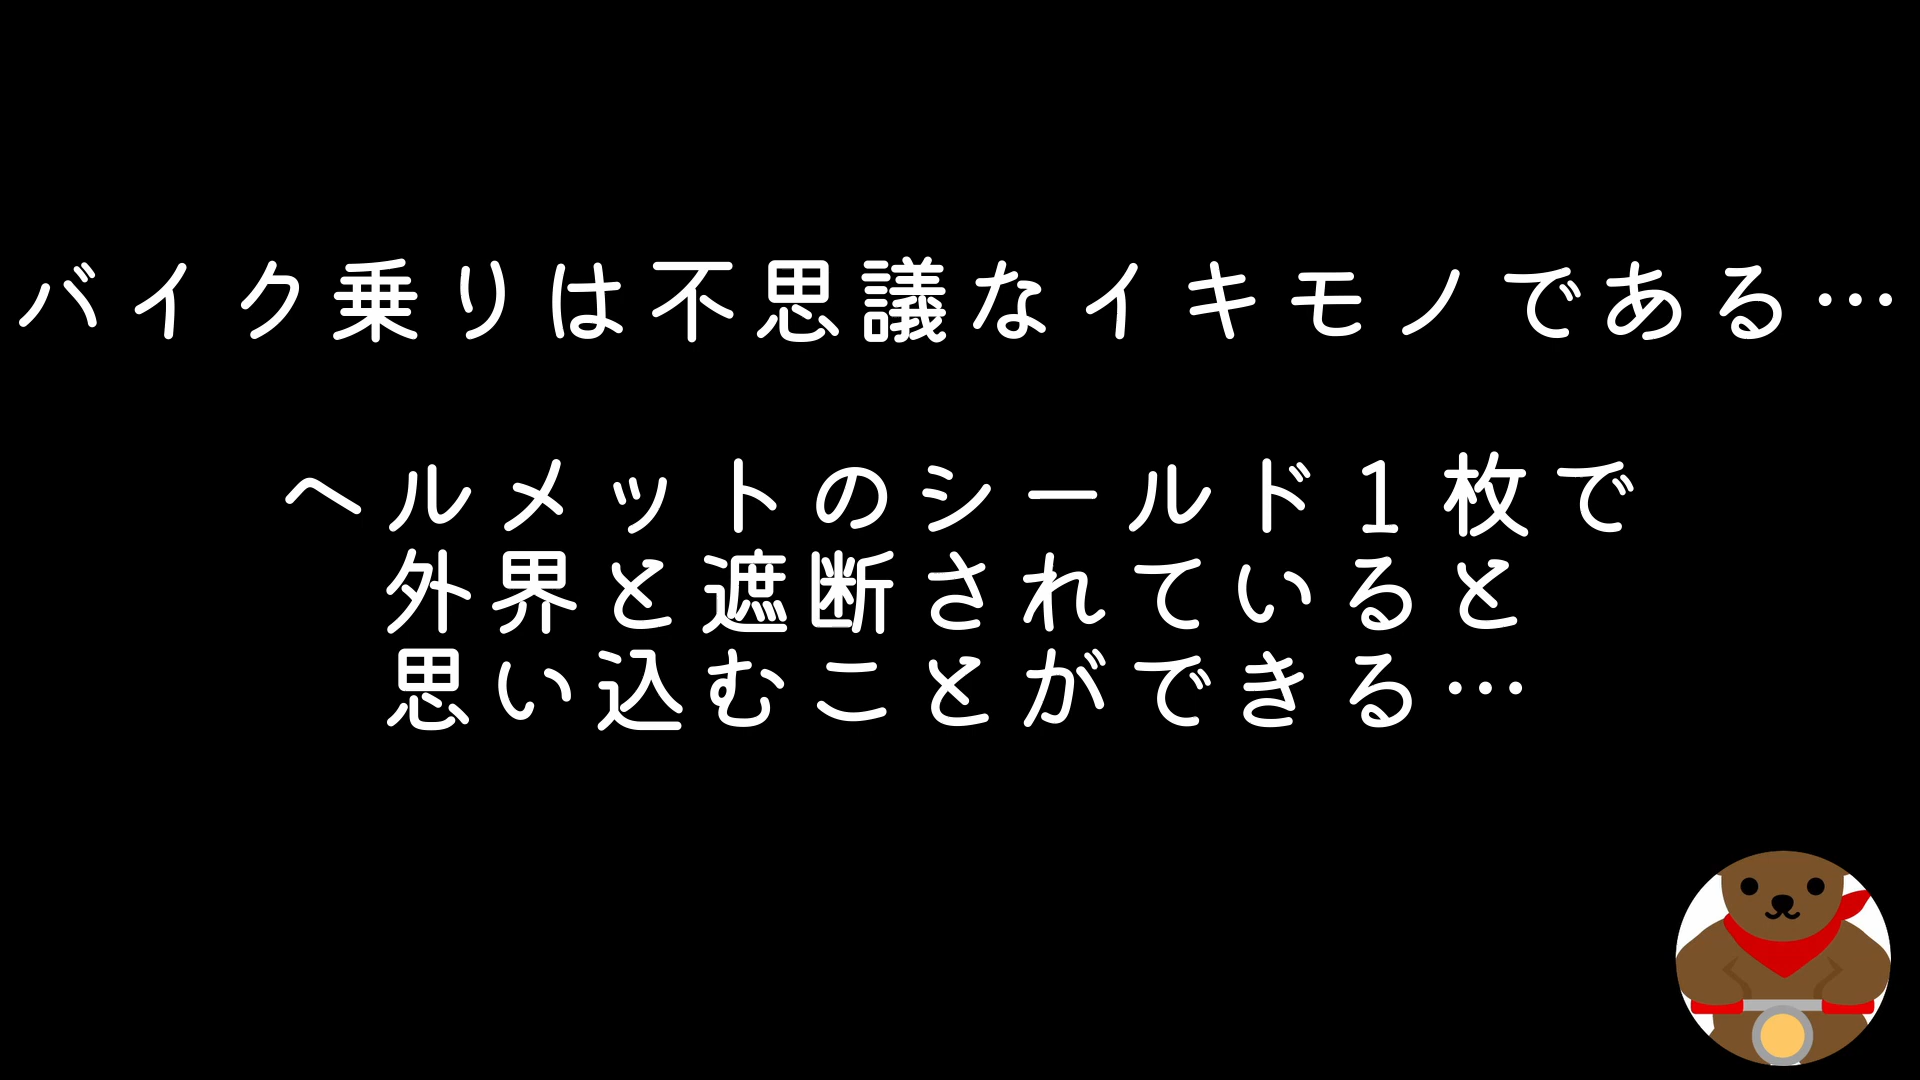 バイク乗りは不思議なイキモノである…
ヘルメットのシールド１枚で
外界と遮断されていると
思い込むことができる…